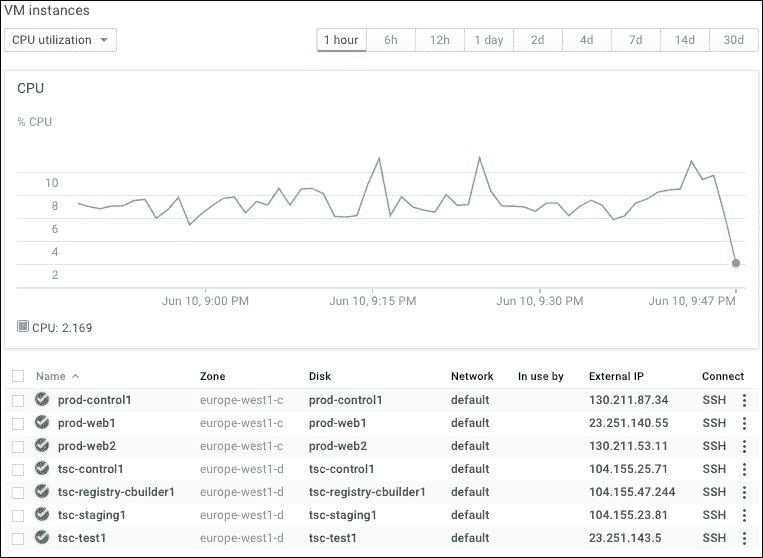 VM instances
CPU utilization
1 hour 6h 12h 1 day 2d 4d 7d 14d 30d
CPU
% CPU
10
8
6
4
2
Jun 10, 9:00 PM Jun 10, 9:15 PM Jun 10, 9:30 PM Jun 10, 9:47 PM
CPU: 2.169
Name Zone Disk Network In use by External IP Connect
prod-control1 europe-west1-c prod-control1 default 130.211.87.34 SSH
prod-web1 europe-west1-c prod-web1 default 23.251.140.55 SSH
prod-web2 europe-west1-c prod-web2 default 130.211.53.11 SSH
tsc-control1 europe-west1-d tsc-control1 default 104.155.25.71 SSH
tsc-registry-cbuilder1 europe-west1-d tsc-registry-cbuilder1 default 104.155.47.244 SSH
tsc-staging1 europe-west1-d tsc-staging1 default 104.155.23.81 SSH
tsc-test1 europe-west1-d tsc-test1 default 23.251.143.5 SSH